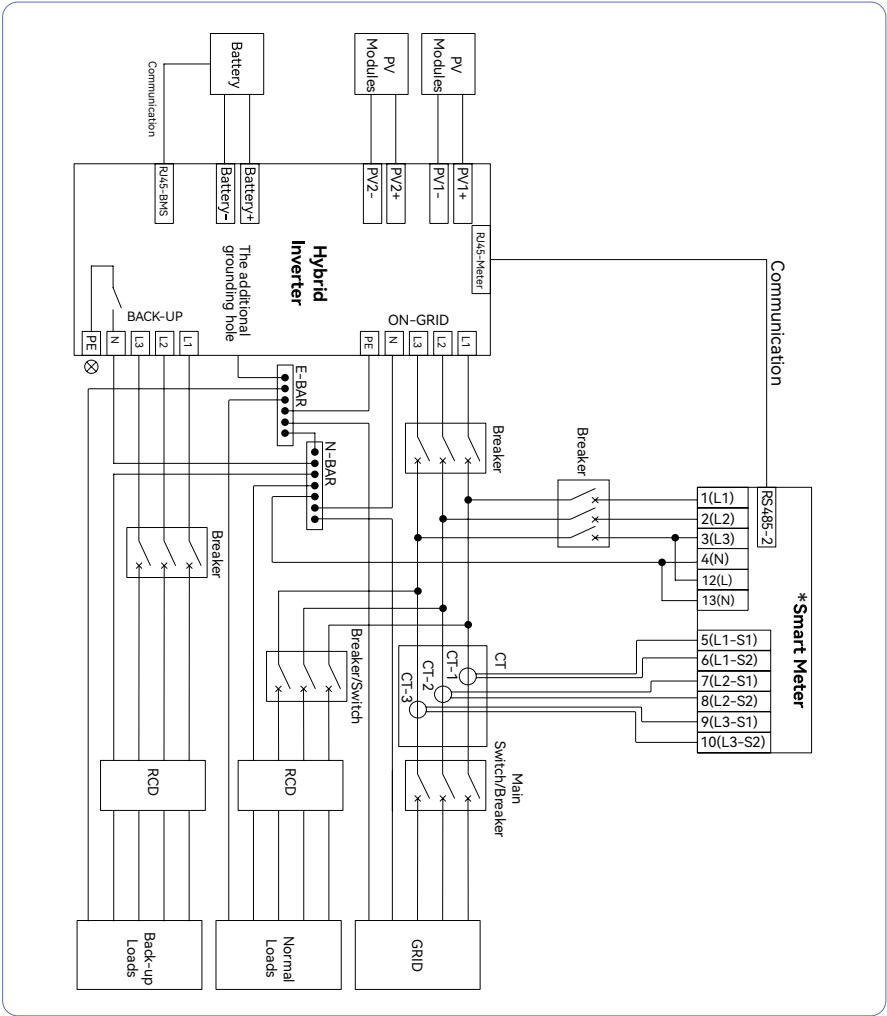 Battery
PV
Modules
PV
Modules
Communication
RJ45-BMS
Battery-
Battery+
PV2-
PV2+
PV1-
PV1+
RJ45-Meter
Communication
Hybrid
Inverter
The additional
grounding hole
BACK-UP
ON-GRID
PE
N
L3
L2
L1
PE
N
L3
L2
L1
E-BAR
N-BAR
Breaker
Breaker
Breaker
RS485-2
1(L1)
2(L2)
3(L3)
4(N)
12(L)
13(N)
*Smart Meter
5(L1-S1)
6(L1-S2)
7(L2-S1)
8(L2-S2)
9(L3-S1)
10(L3-S2)
Breaker/Switch
CT
CT-1
CT-2
CT-3
Main
Switch/Breaker
RCD
RCD
Back-up
Loads
Normal
Loads
GRID